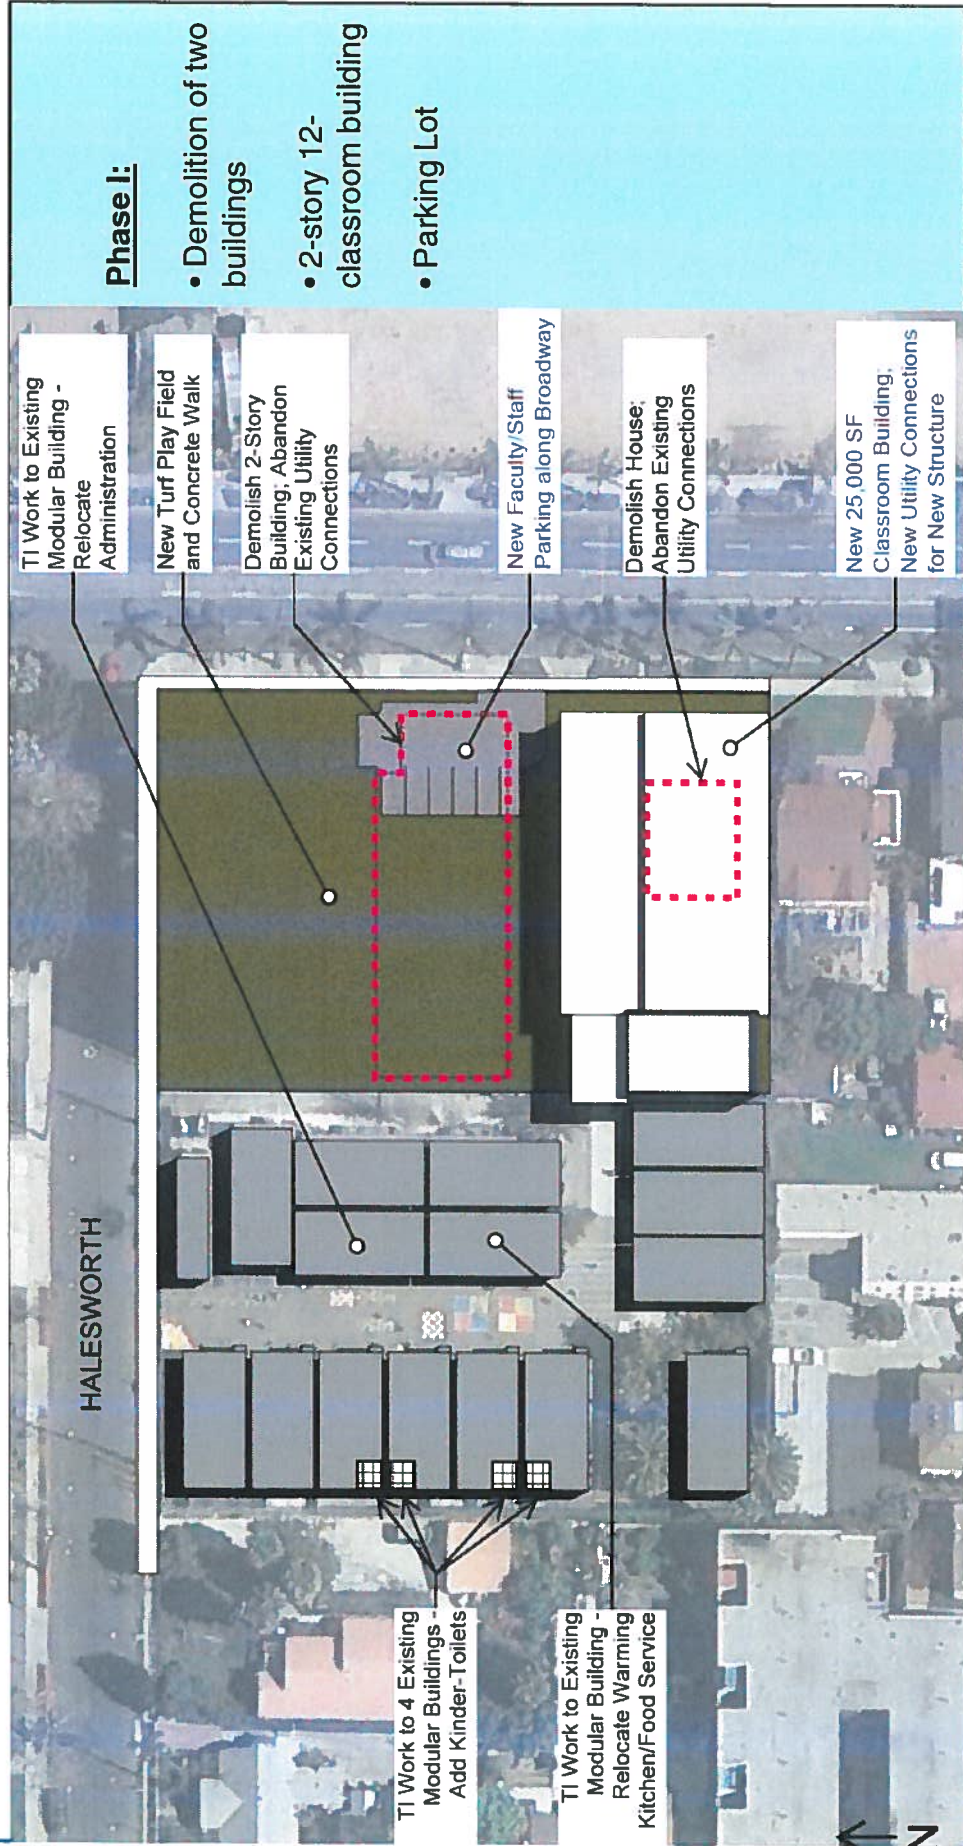 Phase I:
• Demolition of two
buildings
• 2-story 12-
classroom building
• Parking Lot
TI Work to Existing
Modular Building -
Relocate
Administration
New Turf Play Field
and Concrete Walk
Demolish 2-Story
Building; Abandon
Existing Utility
Connections
New Faculty/Staff
Parking along Broadway
Demolish House;
Abandon Existing
Utility Connections
New 25,000 SF
Classroom Building;
New Utility Connections
for New Structure
HALESWORTH
TI Work to 4 Existing
Modular Buildings -
Add Kinder-Toilets
TI Work to Existing
Modular Building -
Relocate Warming
Kitchen/Food Service
N